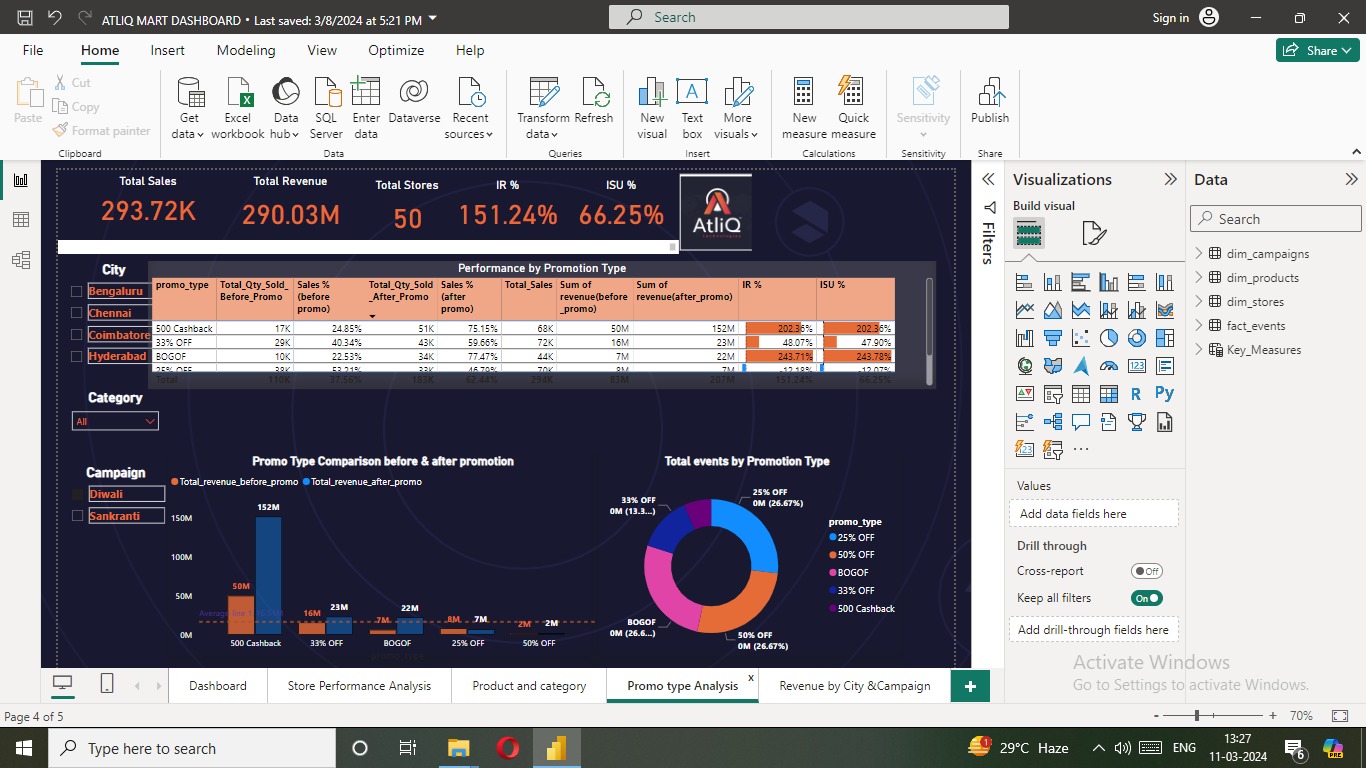 ATLIQ MART DASHBOARD • Last saved: 3/8/2024 at 5:21 PM
Search
Sign in
File
Home
Insert
Modeling
View
Optimize
Help
Share
Paste
Cut
Copy
Format painter
Get data
Excel workbook
Data hub
SQL Server
Enter data
Dataverse
Recent sources
Transform data
Refresh
New visual
Text box
More visuals
New measure
Quick measure
Sensitivity
Publish
Clipboard
Data
Queries
Insert
Calculations
Sensitivity
Share
Total Sales
293.72K
Total Revenue
290.03M
Total Stores
50
IR %
151.24%
ISU %
66.25%
AtliQ
technologies
City
Bengaluru
Chennai
Coimbatore
Hyderabad
Category
All
Campaign
Diwali
Sankranti
Performance by Promotion Type
promo_type Total_Qty_Sold_Before_Promo Sales % (before promo) Total_Qty_Sold_After_Promo Sales % (after promo) Total_Sales Sum of revenue(before_promo) Sum of revenue(after_promo) IR % ISU %
500 Cashback 17K 24.85% 51K 75.15% 68K 50M 152M 202.36% 202.36%
33% OFF 29K 40.34% 43K 59.66% 72K 16M 23M 48.07% 47.90%
BOGOF 10K 22.53% 34K 77.47% 44K 7M 22M 243.71% 243.78%
25% OFF 38K 53.21% 33K 46.79% 70K 8M 7M -12.18% -12.07%
Total 110K 37.56% 183K 62.44% 294K 83M 207M 151.24% 66.25%
Promo Type Comparison before & after promotion
Total_revenue_before_promo Total_revenue_after_promo
150M
100M
50M
0M
50M
152M
16M
23M
7M
22M
8M
7M
2M
2M
500 Cashback
33% OFF
BOGOF
25% OFF
50% OFF
Total events by Promotion Type
33% OFF
0M (13.3...)
25% OFF
0M (26.67%)
BOGOF
0M (26.6...)
50% OFF
0M (26.67%)
promo_type
25% OFF
50% OFF
BOGOF
33% OFF
500 Cashback
Filters
Visualizations
Build visual
123
R
Py
123
Values
Add data fields here
Drill through
Cross-report
Off
Keep all filters
On
Add drill-through fields here
Data
Search
dim_campaigns
dim_products
dim_stores
fact_events
Key_Measures
Activate Windows
Go to Settings to activate Windows.
Dashboard
Store Performance Analysis
Product and category
Promo type Analysis
x
Revenue by City &Campaign
+
Page 4 of 5
- + 70%
Type here to search
1
29°C Haze
ENG
13:27
11-03-2024
6
PRE